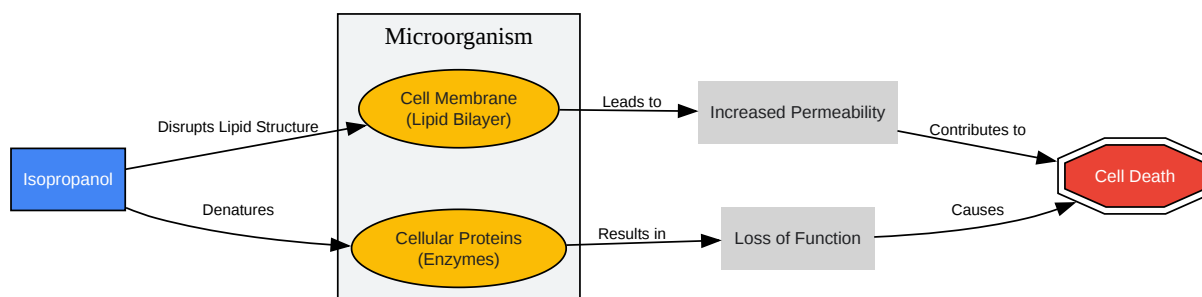 Microorganism
Cell Membrane
(Lipid Bilayer)
Leads to
Increased Permeability
Disrupts Lipid Structure
Contributes to
Isopropanol
Cell Death
Denatures
Cellular Proteins
(Enzymes)
Results in
Loss of Function
Causes